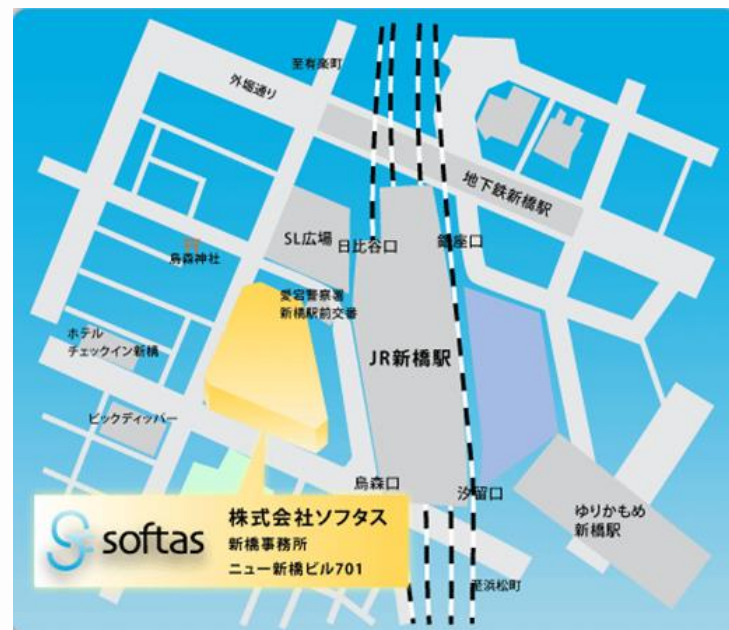 至有楽町
外堀通り
地下鉄新橋駅
SL広場
日比谷口
銀座口
烏森神社
愛宕警察署
新橋駅前交番
ホテル
チェックイン新橋
JR新橋駅
ビックディッパー
烏森口
汐留口
ゆりかもめ
新橋駅
softas
株式会社ソフタス
新橋事務所
ニュー新橋ビル701
至浜松町